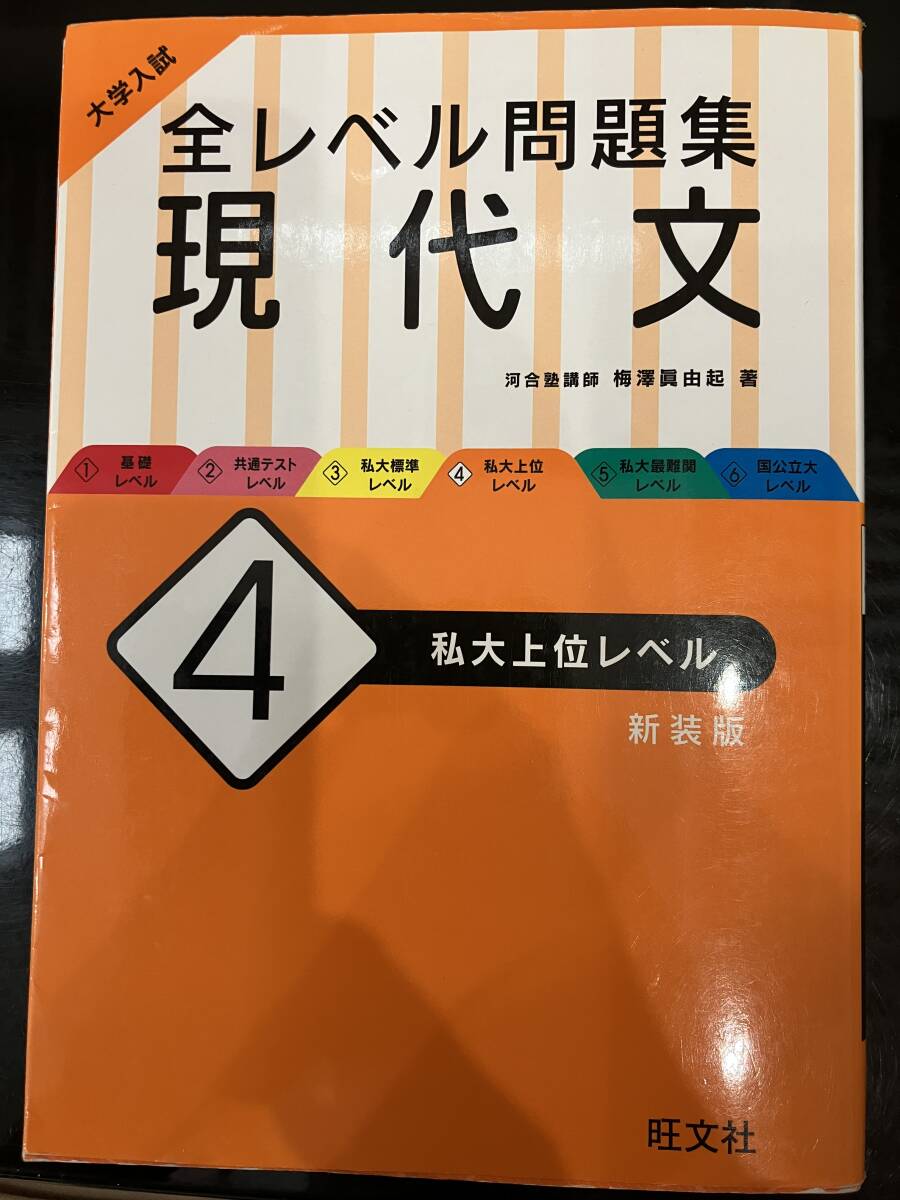 大学入試
全レベル問題集
現代文
河合塾講師 梅澤眞由起 著
1 基礎レベル
2 共通テストレベル
3 私大標準レベル
4 私大上位レベル
5 私大最難関レベル
6 国公立大レベル
4
私大上位レベル
新装版
旺文社